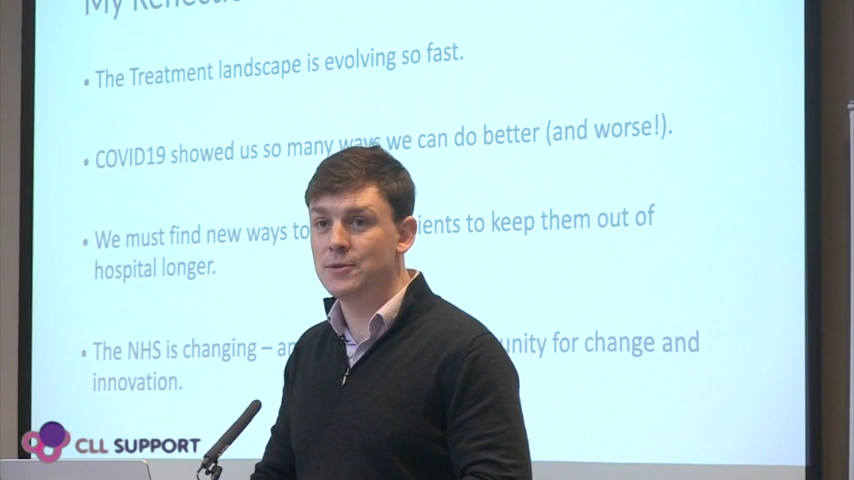 My Reflectio
• The Treatment landscape is evolving so fast.
• COVID19 showed us so many ways we can do better (and worse!).
• We must find new ways to ients to keep them out of
hospital longer.
• The NHS is changing – an unity for change and
innovation.
CLL SUPPORT